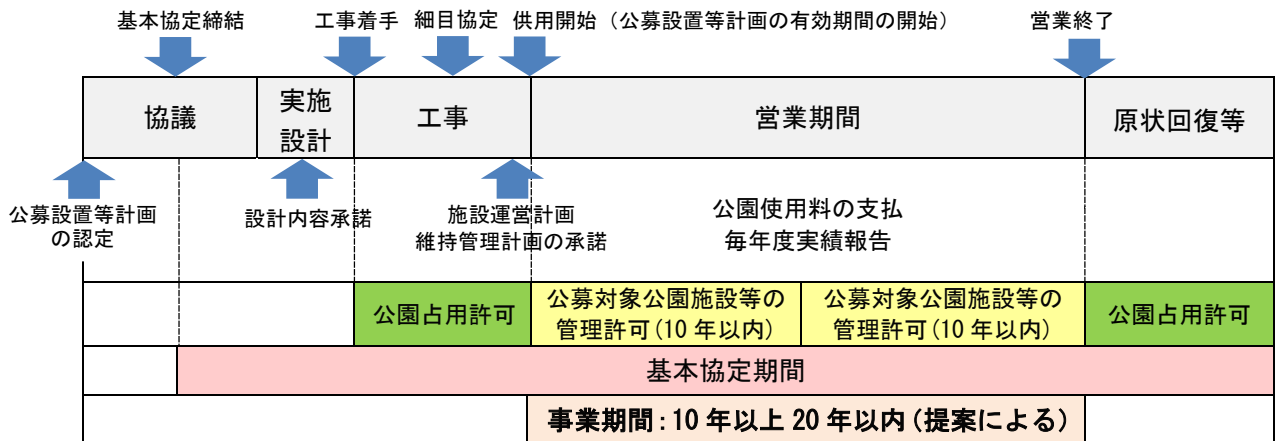 基本協定締結
工事着手
細目協定
供用開始（公募設置等計画の有効期間の開始）
営業終了
協議
実施
設計
工事
営業期間
原状回復等
公募設置等計画
の認定
設計内容承諾
施設運営計画
維持管理計画の承諾
公園使用料の支払
毎年度実績報告
公園占用許可
公募対象公園施設等の
管理許可(10 年以内)
公募対象公園施設等の
管理許可(10 年以内)
公園占用許可
基本協定期間
事業期間：10 年以上 20 年以内(提案による)